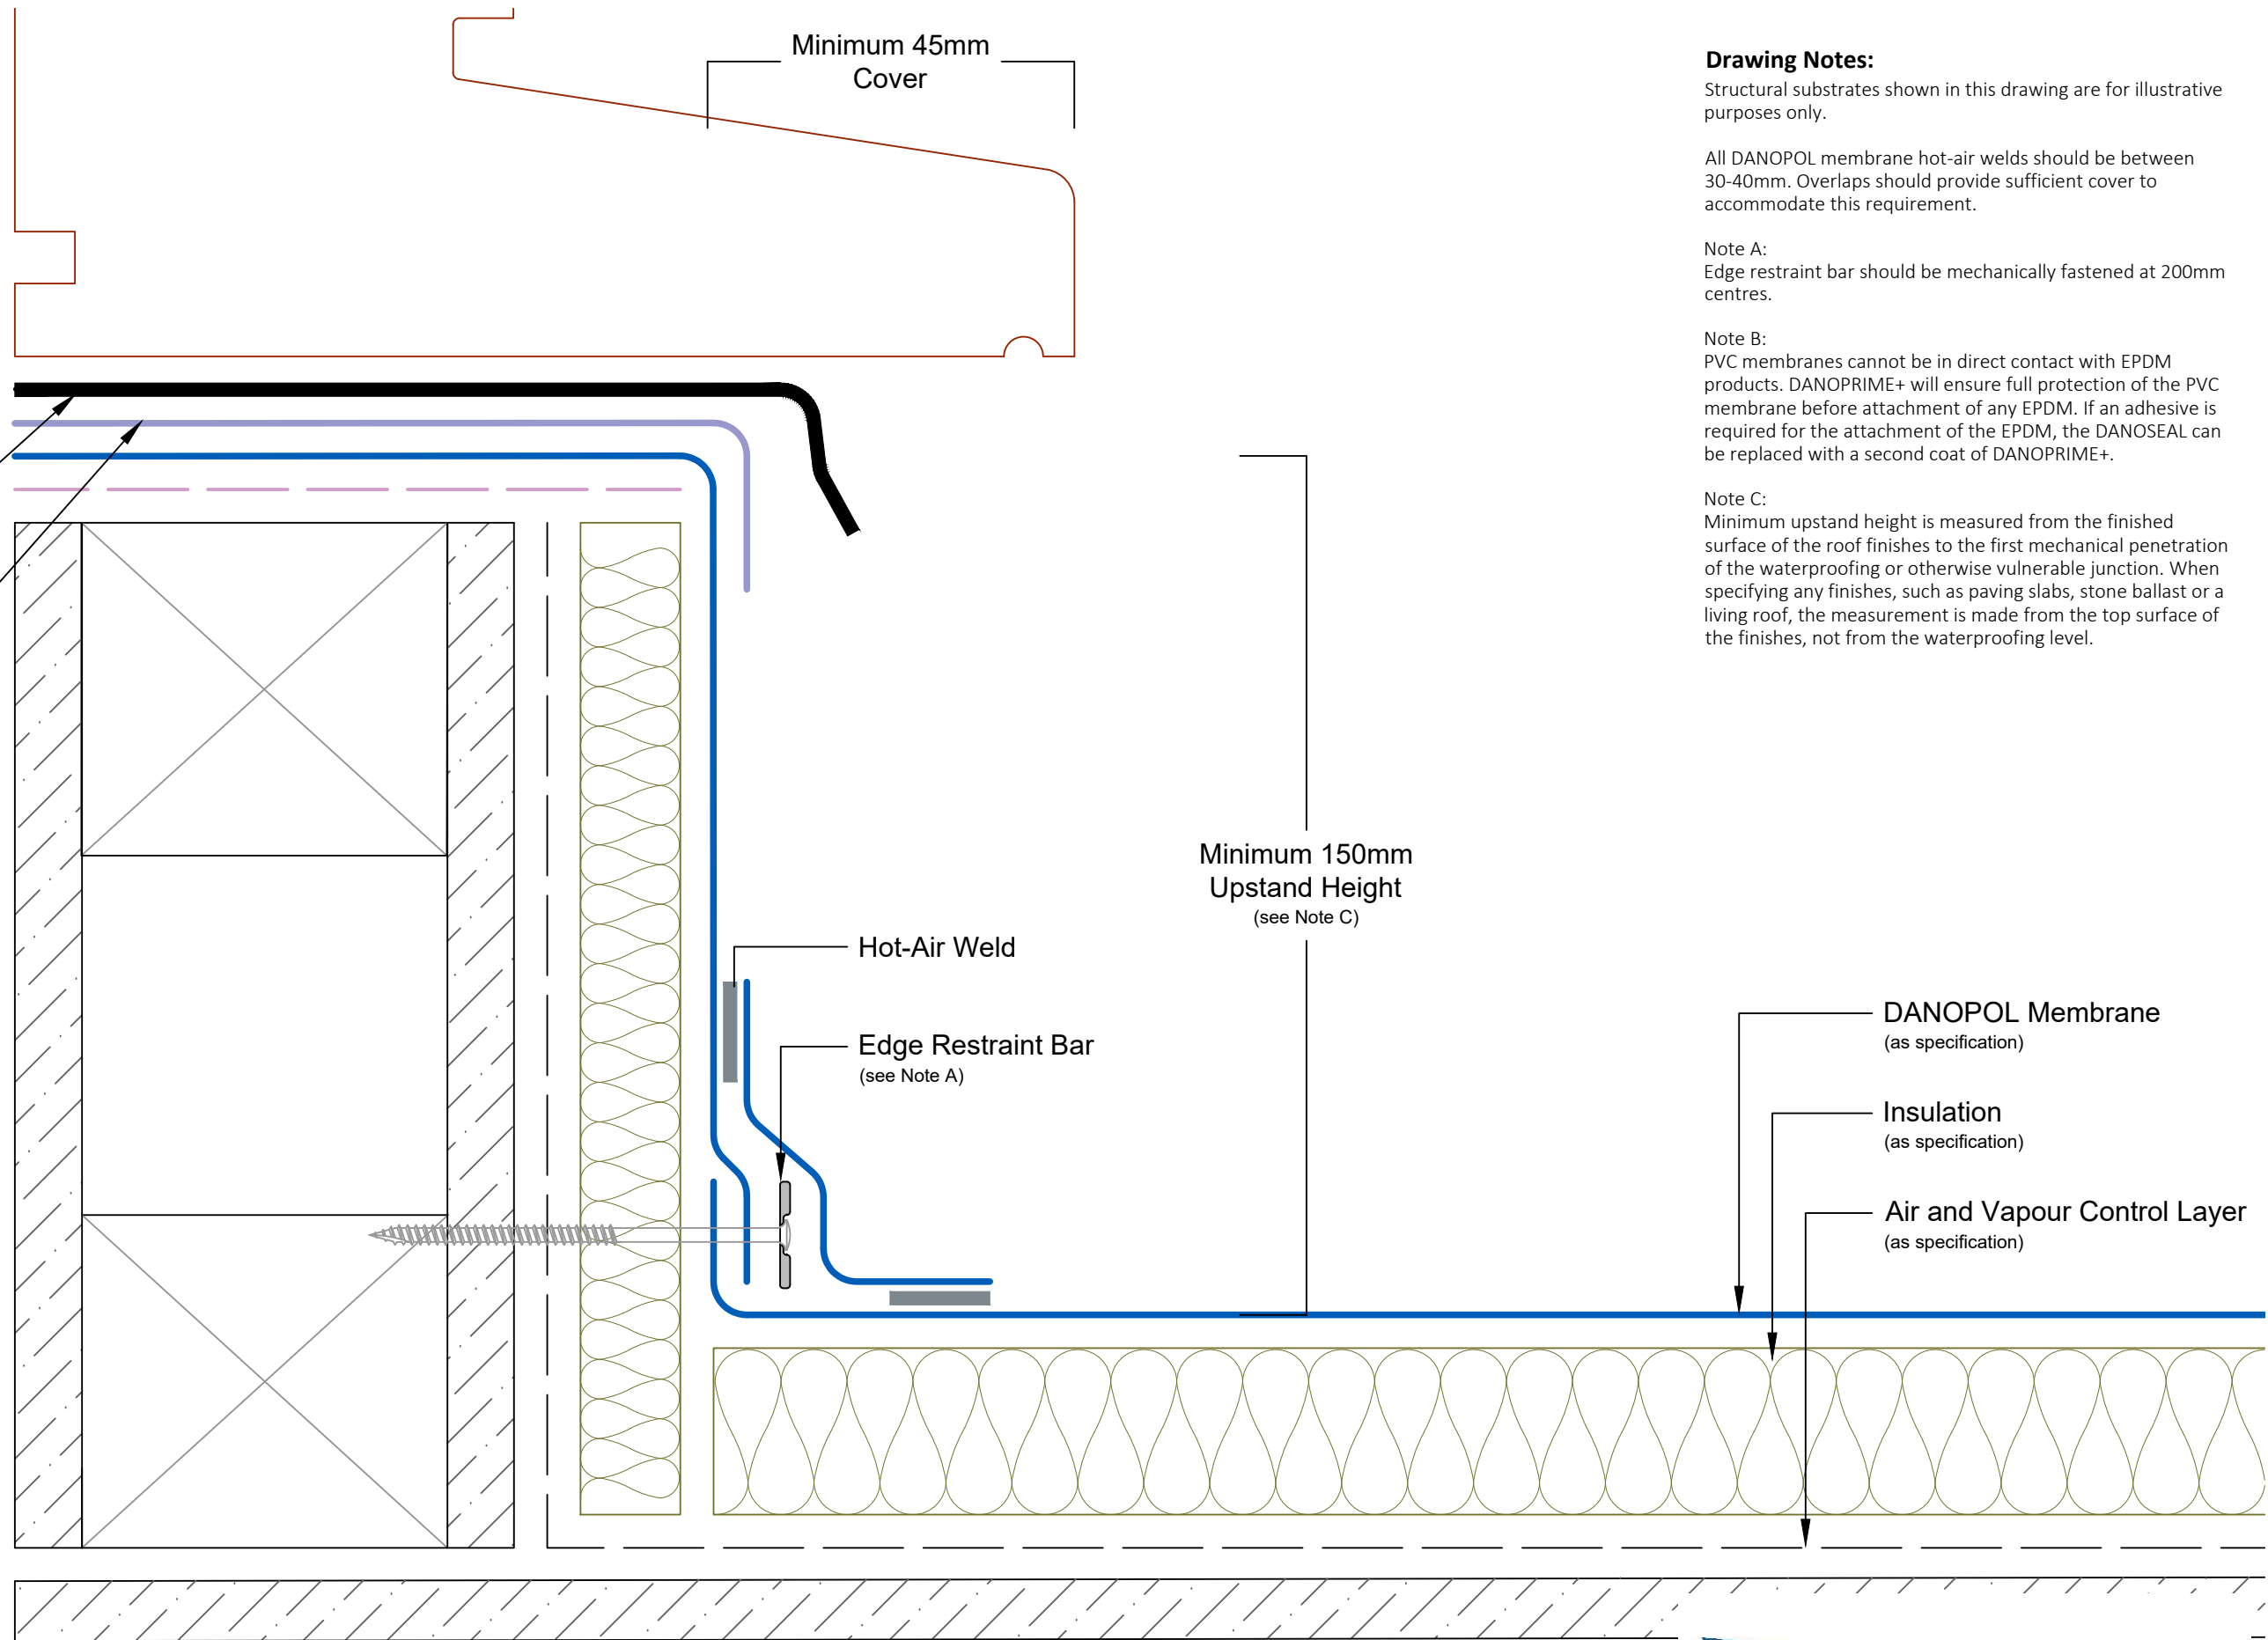 Minimum 45mm
Cover
Drawing Notes:
Structural substrates shown in this drawing are for illustrative
purposes only.
All DANOPOL membrane hot-air welds should be between
30-40mm. Overlaps should provide sufficient cover to
accommodate this requirement.
Note A:
Edge restraint bar should be mechanically fastened at 200mm
centres.
Note B:
PVC membranes cannot be in direct contact with EPDM
products. DANOPRIME+ will ensure full protection of the PVC
membrane before attachment of any EPDM. If an adhesive is
required for the attachment of the EPDM, the DANOSEAL can
be replaced with a second coat of DANOPRIME+.
Note C:
Minimum upstand height is measured from the finished
surface of the roof finishes to the first mechanical penetration
of the waterproofing or otherwise vulnerable junction. When
specifying any finishes, such as paving slabs, stone ballast or a
living roof, the measurement is made from the top surface of
the finishes, not from the waterproofing level.
Minimum 150mm
Upstand Height
(see Note C)
Hot-Air Weld
Edge Restraint Bar
(see Note A)
DANOPOL Membrane
(as specification)
Insulation
(as specification)
Air and Vapour Control Layer
(as specification)